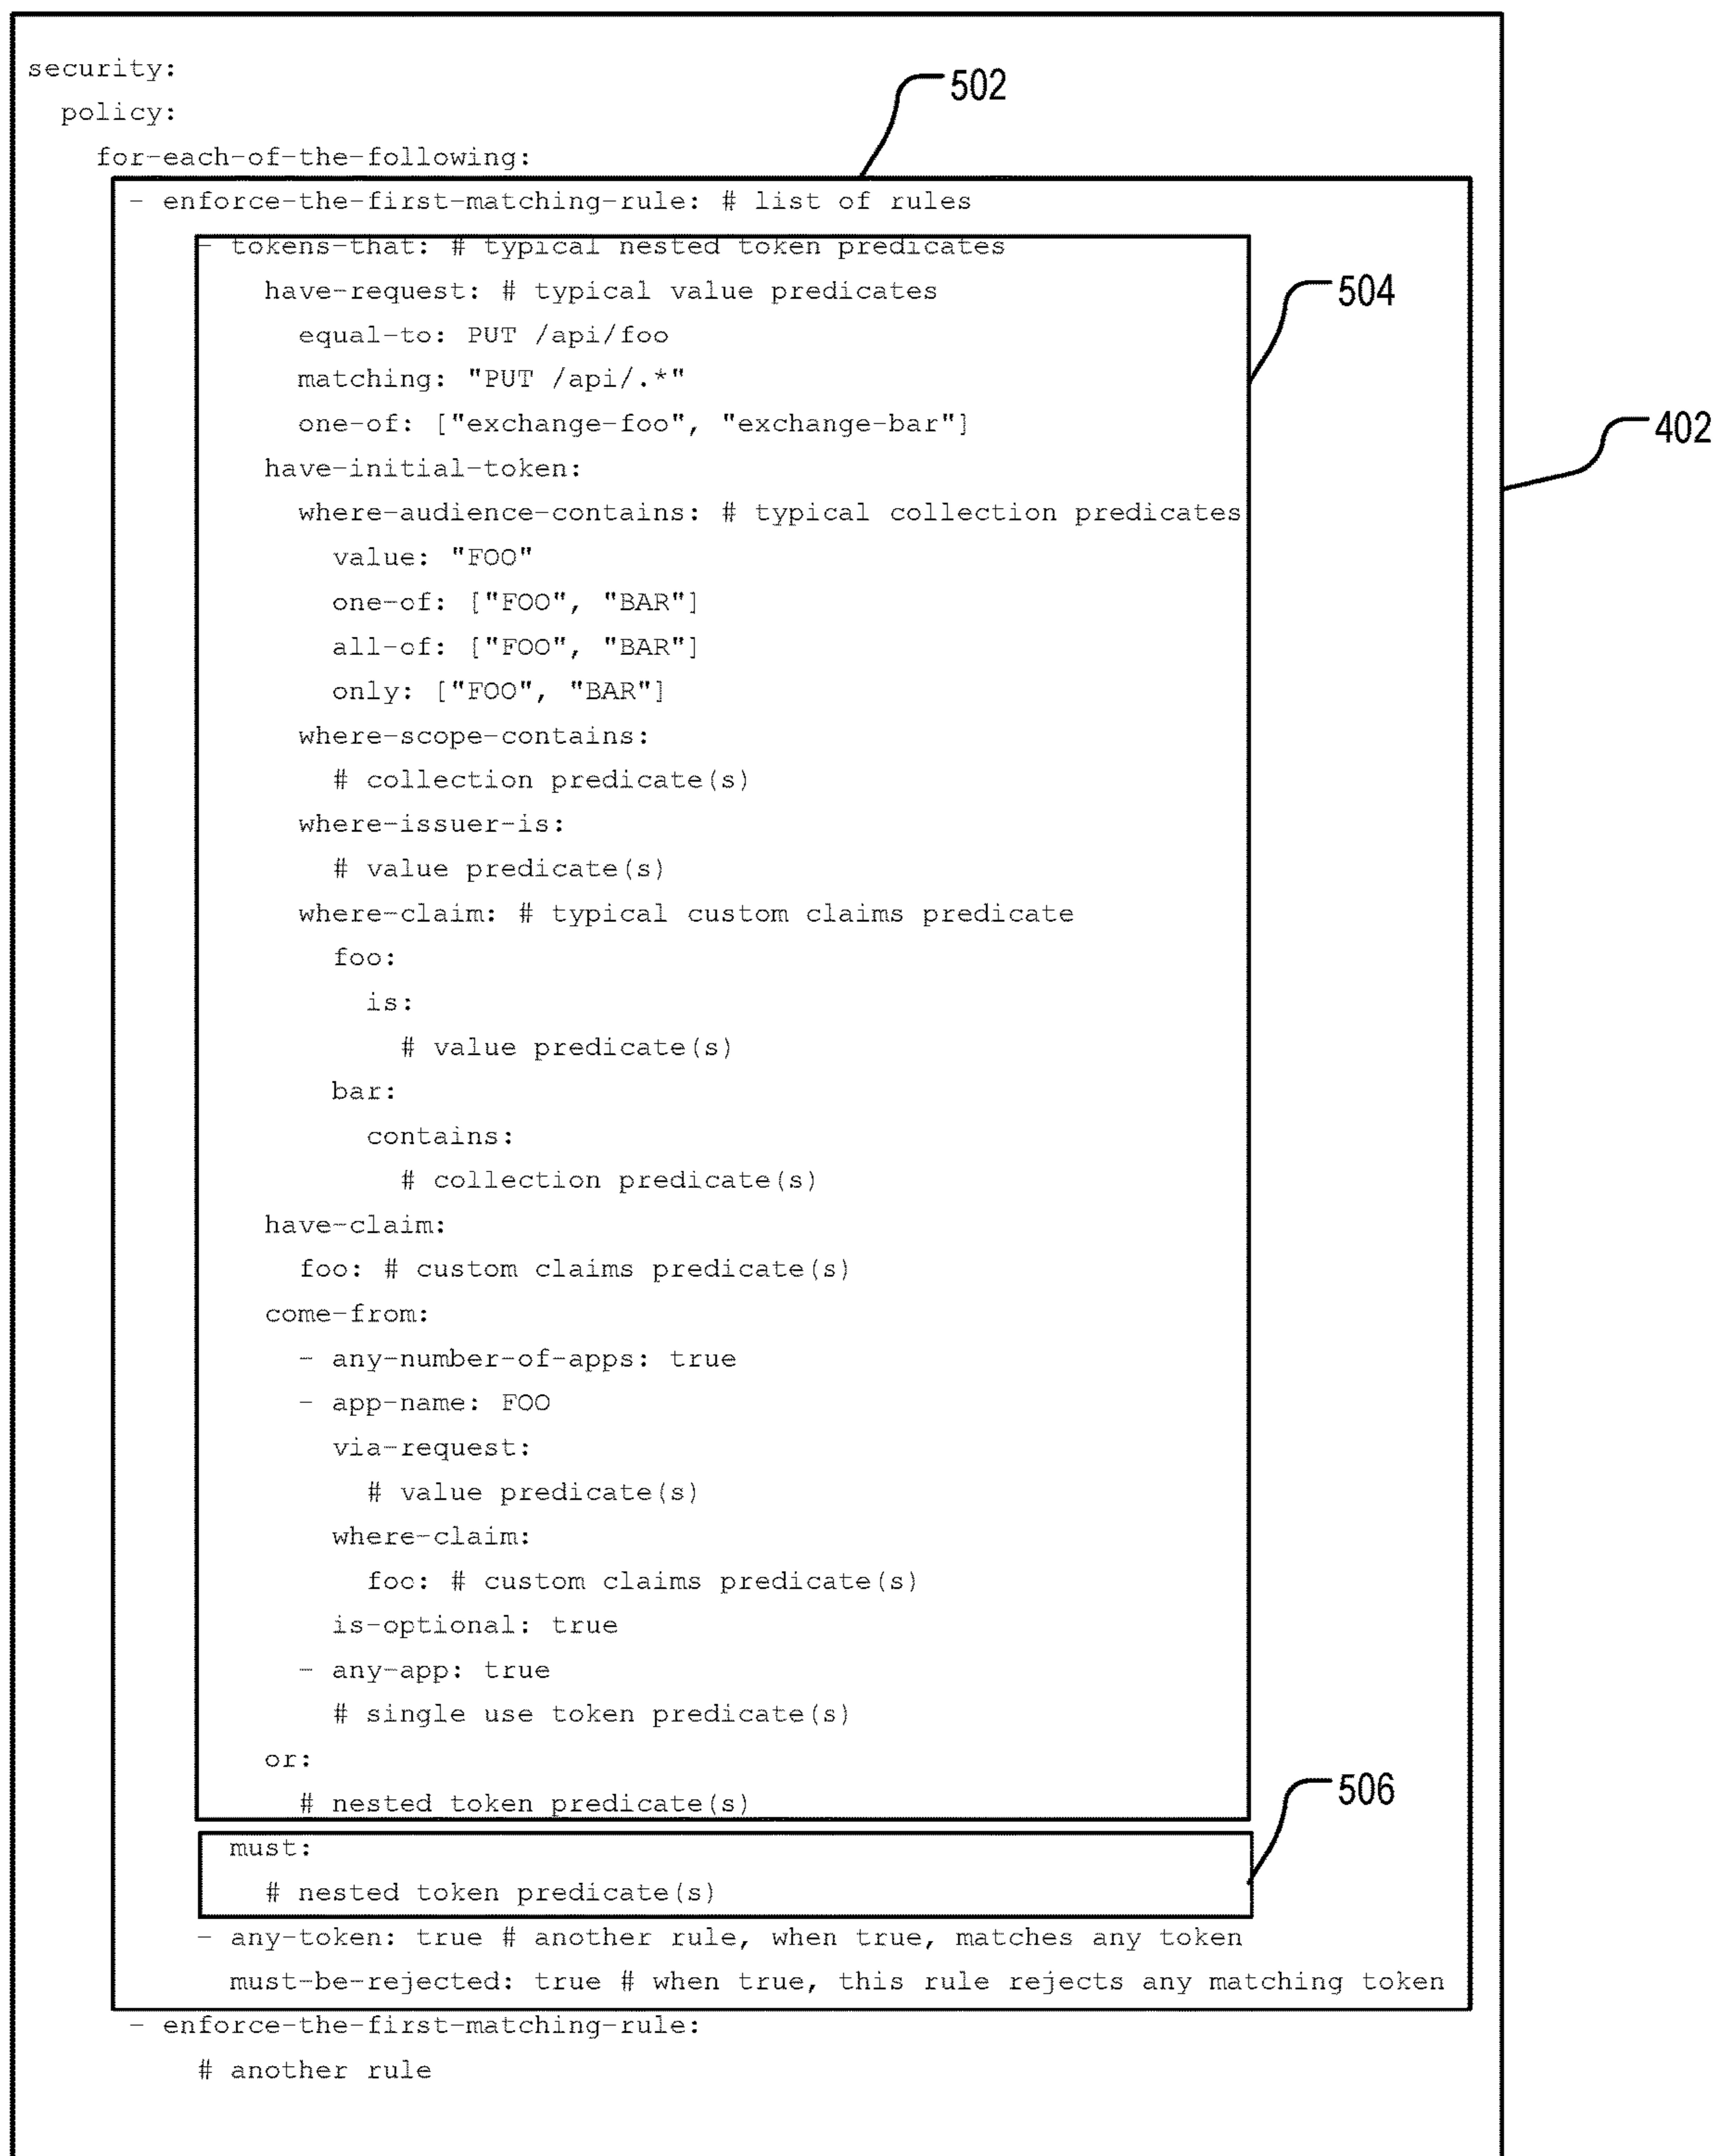 security:
policy:
for-each-of-the-following:
- enforce-the-first-matching-rule: # list of rules
- tokens-that: # typical nested token predicates
have-request: # typical value predicates
equal-to: PUT /api/foo
matching: "PUT /api/.*"
one-of: ["exchange-foo", "exchange-bar"]
have-initial-token:
where-audience-contains: # typical collection predicates
value: "FOO"
one-of: ["FOO", "BAR"]
all-of: ["FOO", "BAR"]
only: ["FOO", "BAR"]
where-scope-contains:
# collection predicate(s)
where-issuer-is:
# value predicate(s)
where-claim: # typical custom claims predicate
foo:
is:
# value predicate(s)
bar:
contains:
# collection predicate(s)
have-claim:
foo: # custom claims predicate(s)
come-from:
- any-number-of-apps: true
- app-name: FOO
via-request:
# value predicate(s)
where-claim:
foo: # custom claims predicate(s)
is-optional: true
- any-app: true
# single use token predicate(s)
or:
# nested token predicate(s)
must:
# nested token predicate(s)
- any-token: true # another rule, when true, matches any token
must-be-rejected: true # when true, this rule rejects any matching token
- enforce-the-first-matching-rule:
# another rule
502
504
402
506